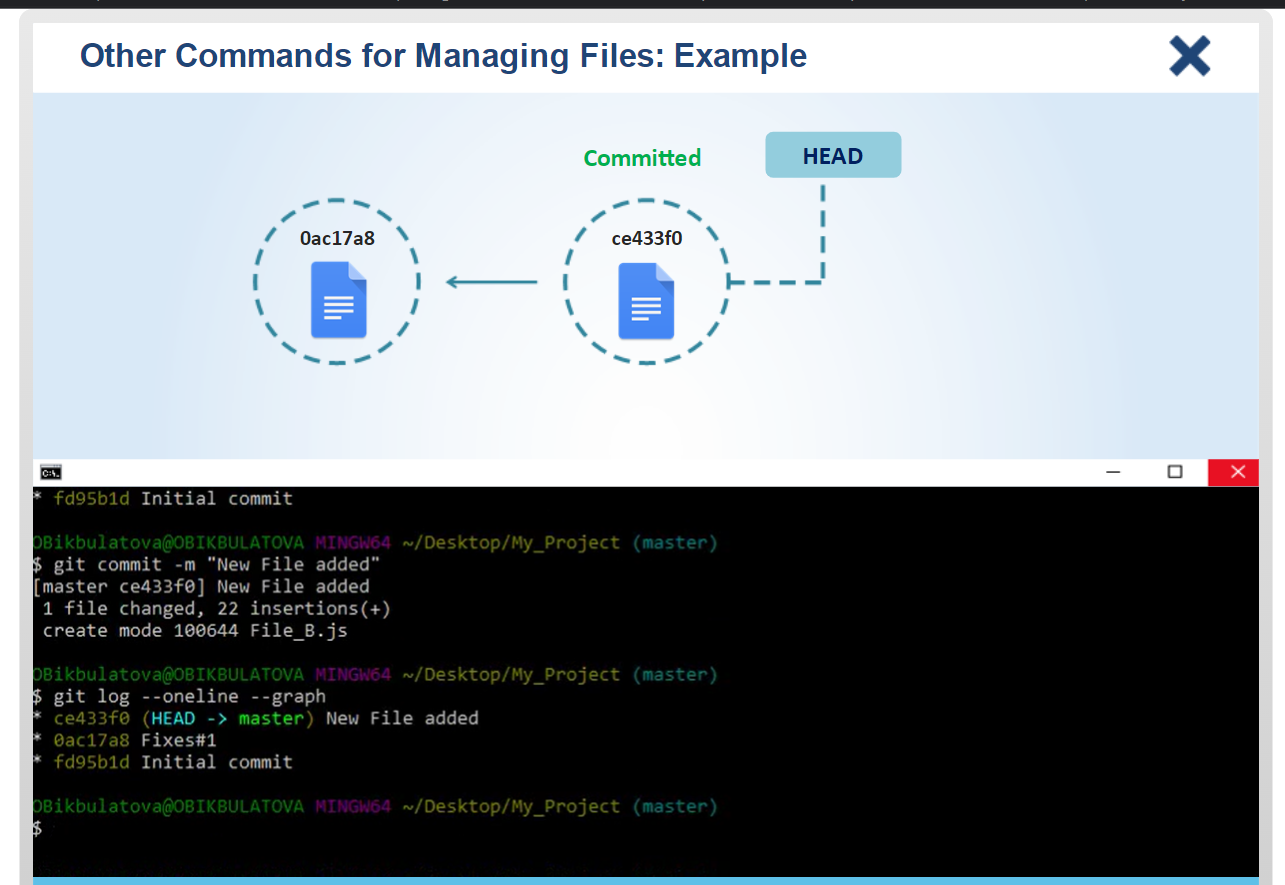 Other Commands for Managing Files: Example
Committed
HEAD
0ac17a8
ce433f0
C:\.
* fd95b1d Initial commit
OBikbulatova@OBIKBULATOVA MINGW64 ~/Desktop/My_Project (master)
$ git commit -m "New File added"
[master ce433f0] New File added
1 file changed, 22 insertions(+)
create mode 100644 File_B.js
OBikbulatova@OBIKBULATOVA MINGW64 ~/Desktop/My_Project (master)
$ git log --oneline --graph
* ce433f0 (HEAD -> master) New File added
* 0ac17a8 Fixes#1
* fd95b1d Initial commit
OBikbulatova@OBIKBULATOVA MINGW64 ~/Desktop/My_Project (master)
$